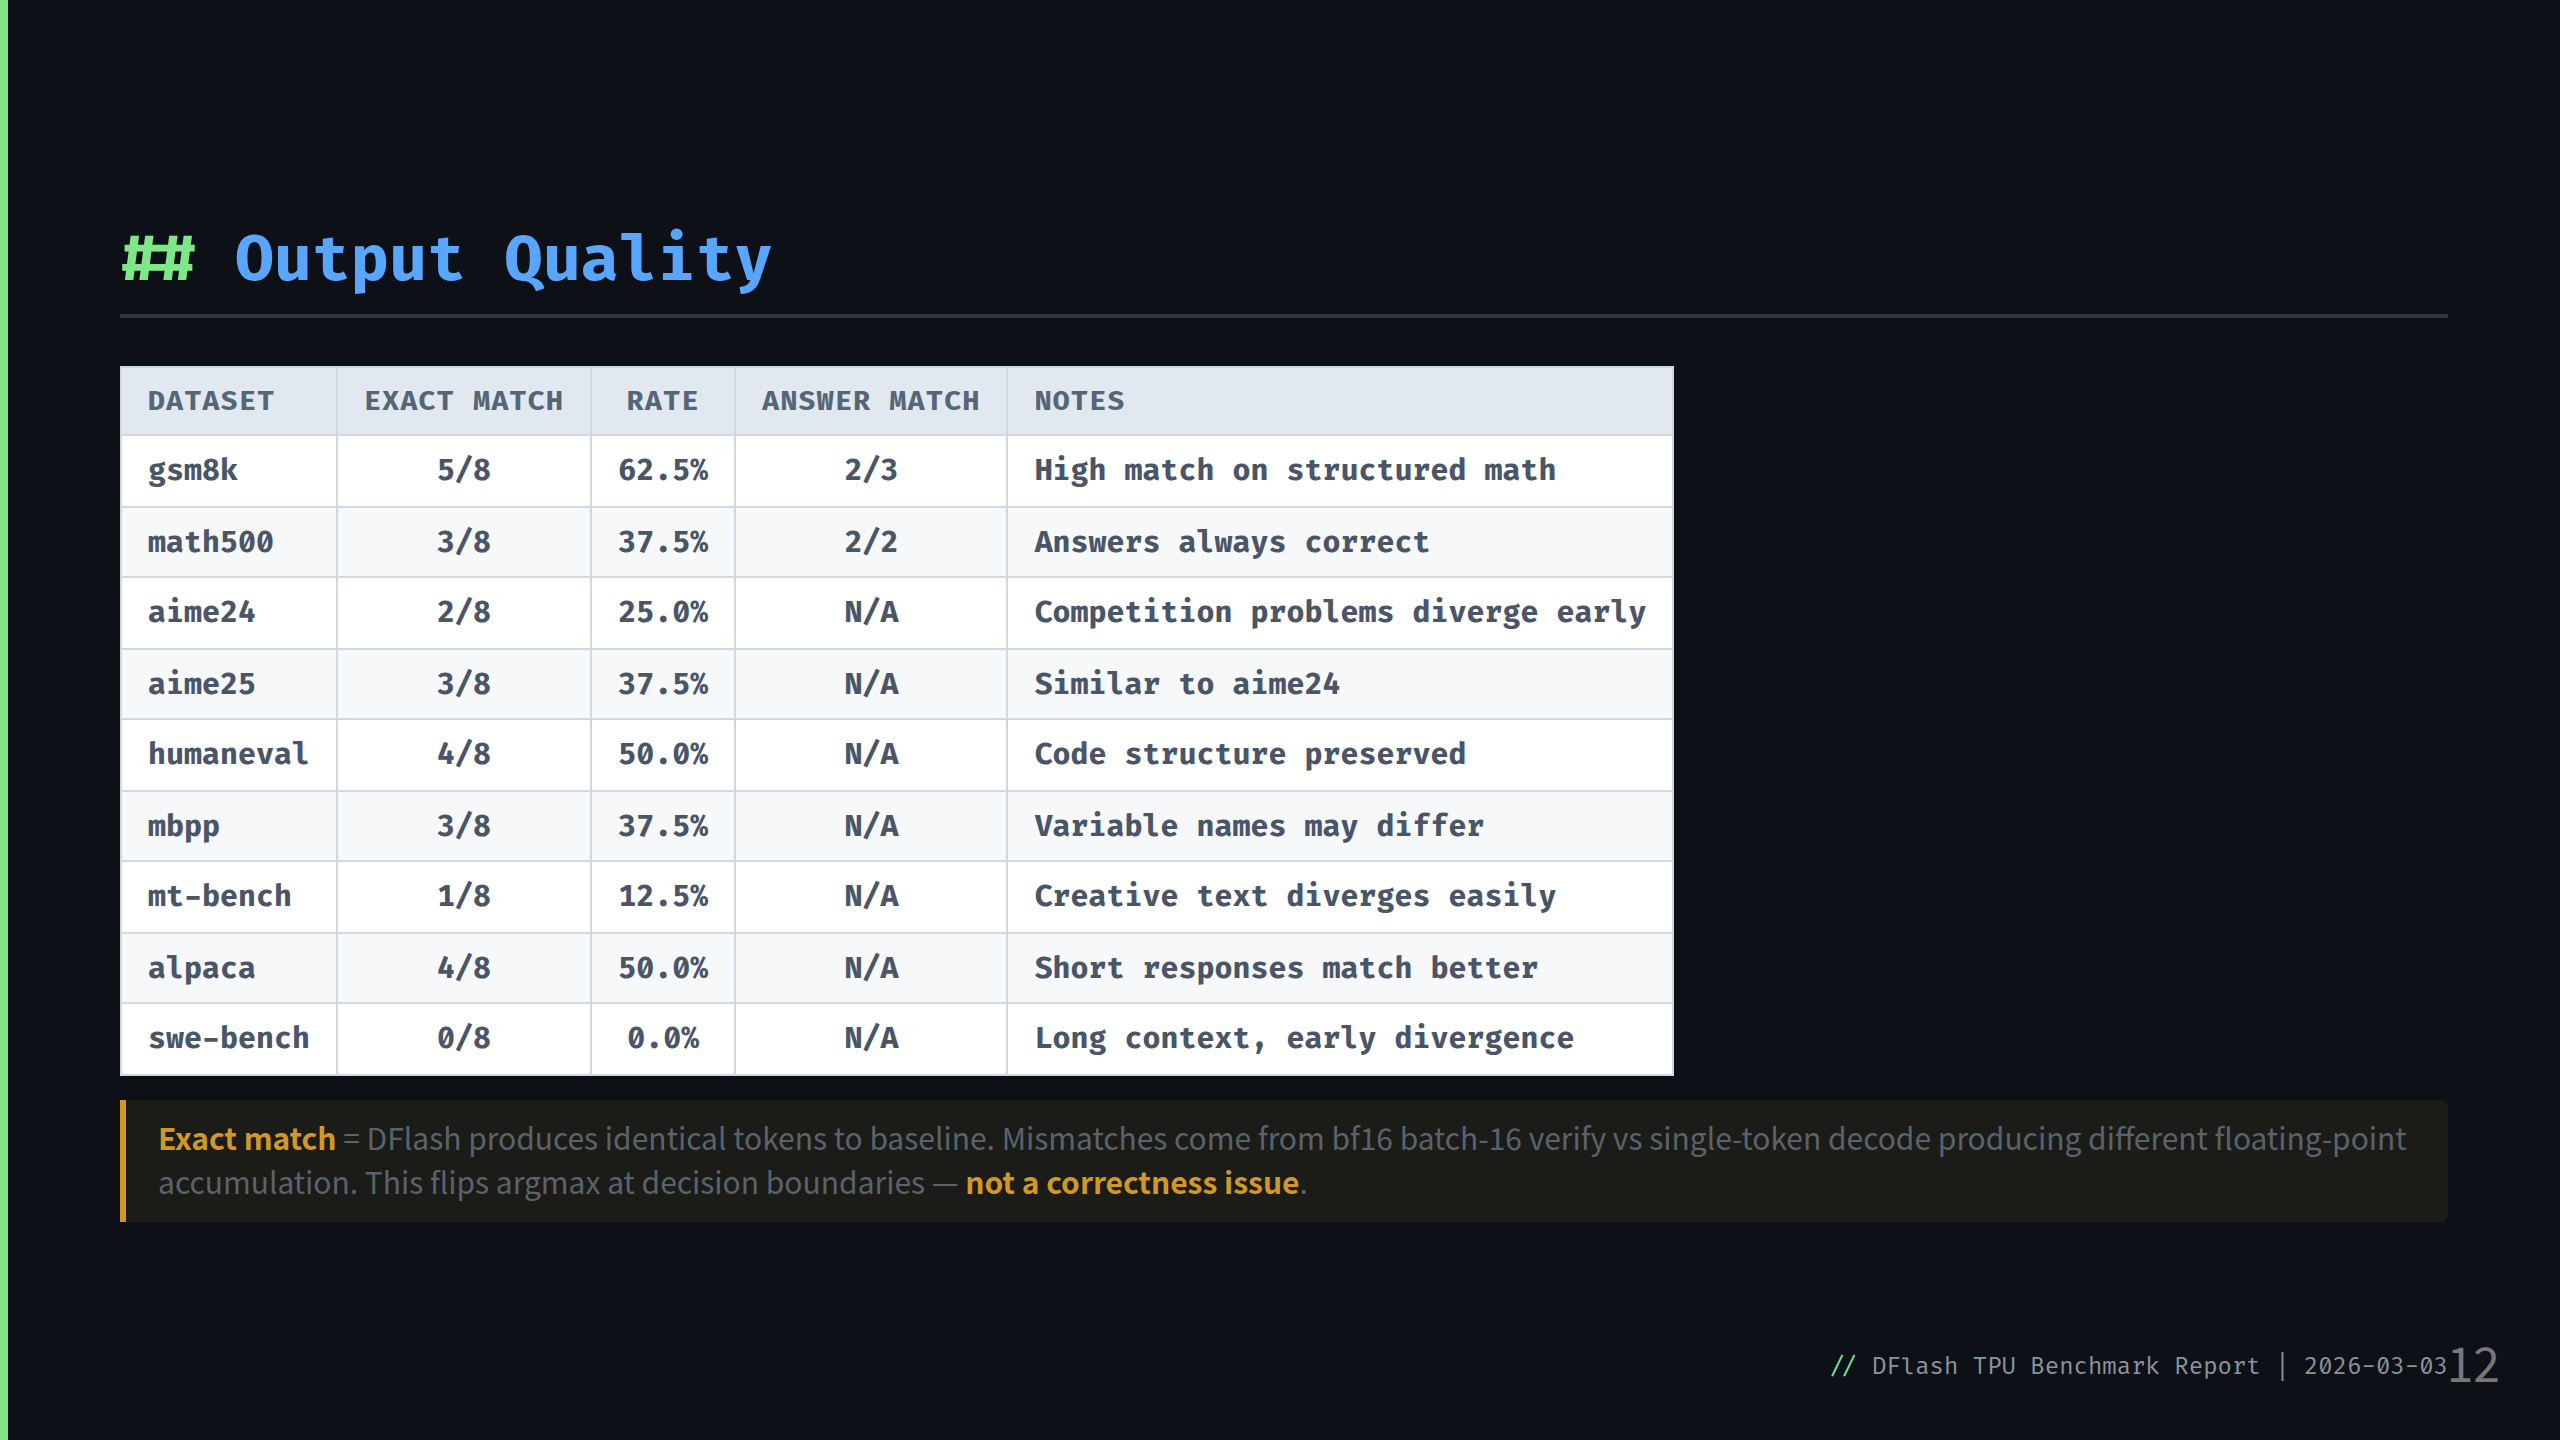 ## Output Quality
DATASET EXACT MATCH RATE ANSWER MATCH NOTES
gsm8k 5/8 62.5% 2/3 High match on structured math
math500 3/8 37.5% 2/2 Answers always correct
aime24 2/8 25.0% N/A Competition problems diverge early
aime25 3/8 37.5% N/A Similar to aime24
humaneval 4/8 50.0% N/A Code structure preserved
mbpp 3/8 37.5% N/A Variable names may differ
mt-bench 1/8 12.5% N/A Creative text diverges easily
alpaca 4/8 50.0% N/A Short responses match better
swe-bench 0/8 0.0% N/A Long context, early divergence
Exact match = DFlash produces identical tokens to baseline. Mismatches come from bf16 batch-16 verify vs single-token decode producing different floating-point
accumulation. This flips argmax at decision boundaries — not a correctness issue.
// DFlash TPU Benchmark Report | 2026-03-03 12